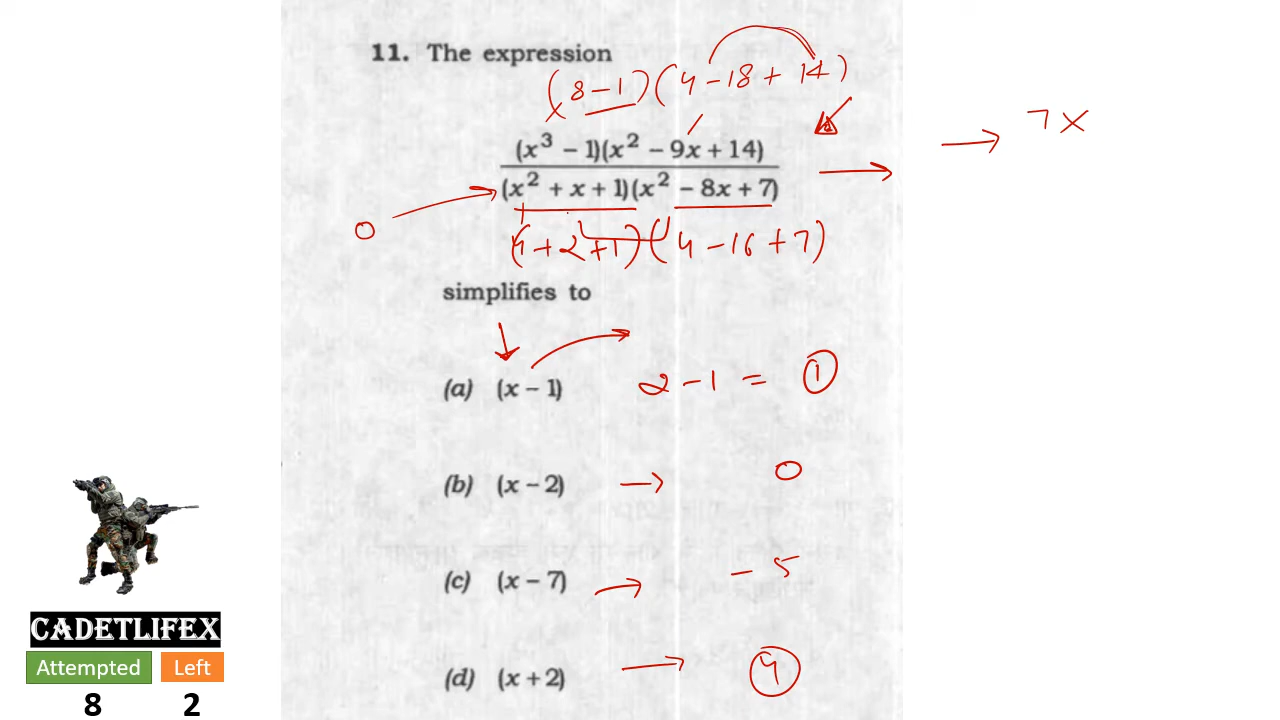 11. The expression
(8 - 1)(4 - 18 + 14)
(x³ − 1)(x² − 9x + 14)
(x² + x + 1)(x² − 8x + 7)
7x
0
(4 + 2 + 1)(4 - 16 + 7)
simplifies to
(a) (x − 1) 2 - 1 = 1
(b) (x − 2) 0
(c) (x − 7) - 5
(d) (x + 2) 4
CADETLIFEX
Attempted Left
8 2